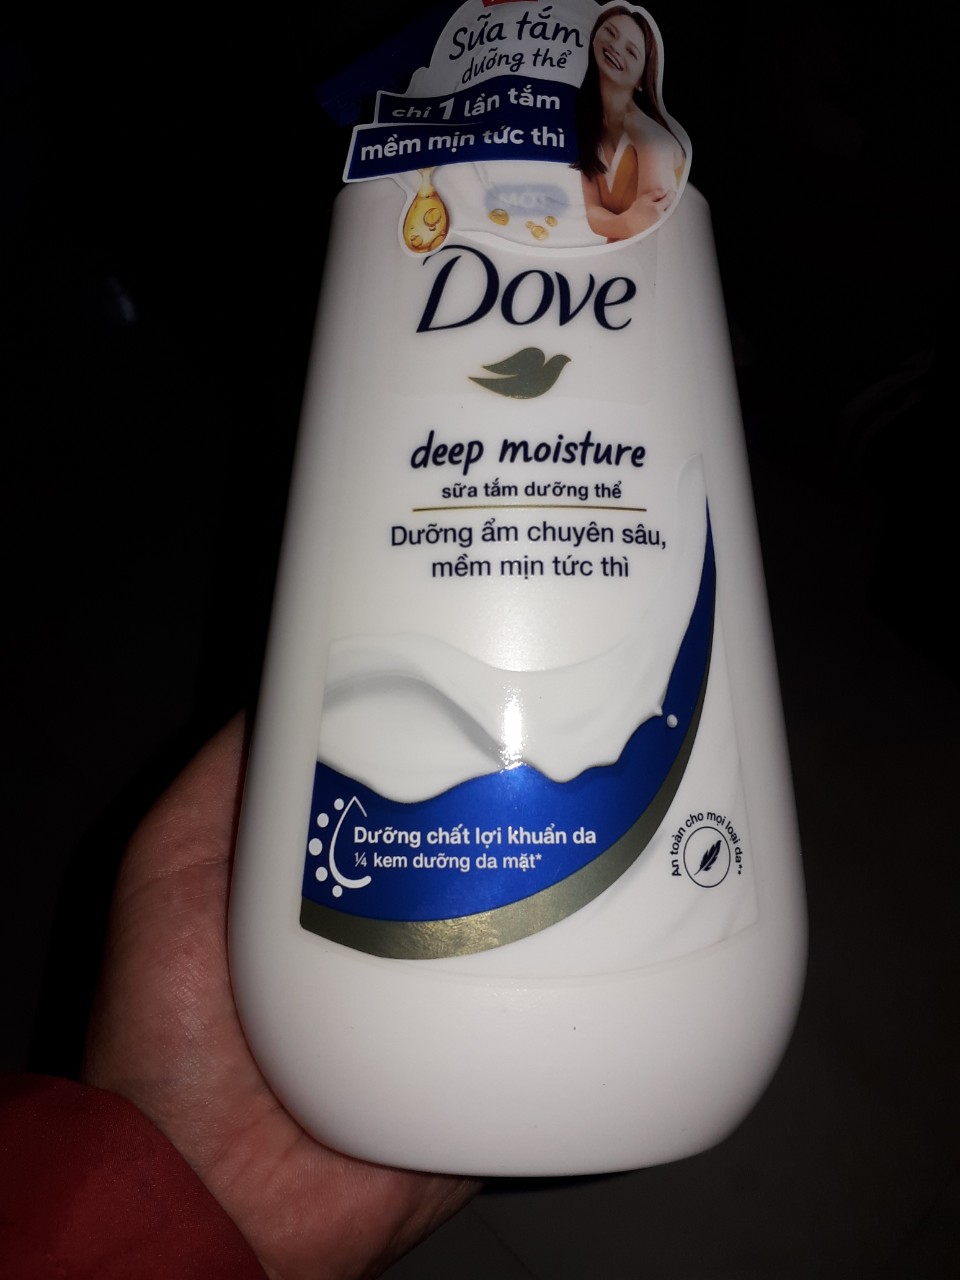 Sữa tắm
dưỡng thể
chỉ 1 lần tắm
mềm mịn tức thì
MỚI
Dove
deep moisture
sữa tắm dưỡng thể
Dưỡng ẩm chuyên sâu,
mềm mịn tức thì
Dưỡng chất lợi khuẩn da
¼ kem dưỡng da mặt*
An toàn cho mọi loại da**